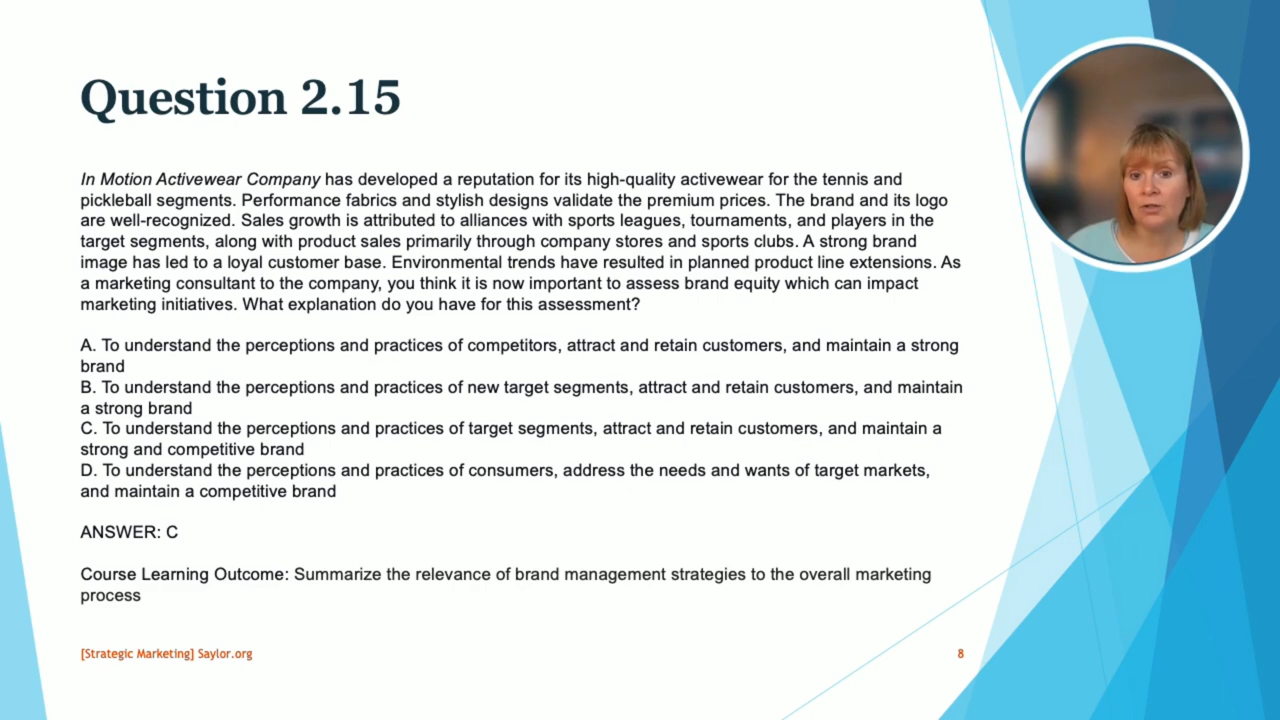 Question 2.15
In Motion Activewear Company has developed a reputation for its high-quality activewear for the tennis and
pickleball segments. Performance fabrics and stylish designs validate the premium prices. The brand and its logo
are well-recognized. Sales growth is attributed to alliances with sports leagues, tournaments, and players in the
target segments, along with product sales primarily through company stores and sports clubs. A strong brand
image has led to a loyal customer base. Environmental trends have resulted in planned product line extensions. As
a marketing consultant to the company, you think it is now important to assess brand equity which can impact
marketing initiatives. What explanation do you have for this assessment?
A. To understand the perceptions and practices of competitors, attract and retain customers, and maintain a strong
brand
B. To understand the perceptions and practices of new target segments, attract and retain customers, and maintain
a strong brand
C. To understand the perceptions and practices of target segments, attract and retain customers, and maintain a
strong and competitive brand
D. To understand the perceptions and practices of consumers, address the needs and wants of target markets,
and maintain a competitive brand
ANSWER: C
Course Learning Outcome: Summarize the relevance of brand management strategies to the overall marketing
process
[Strategic Marketing] Saylor.org
8